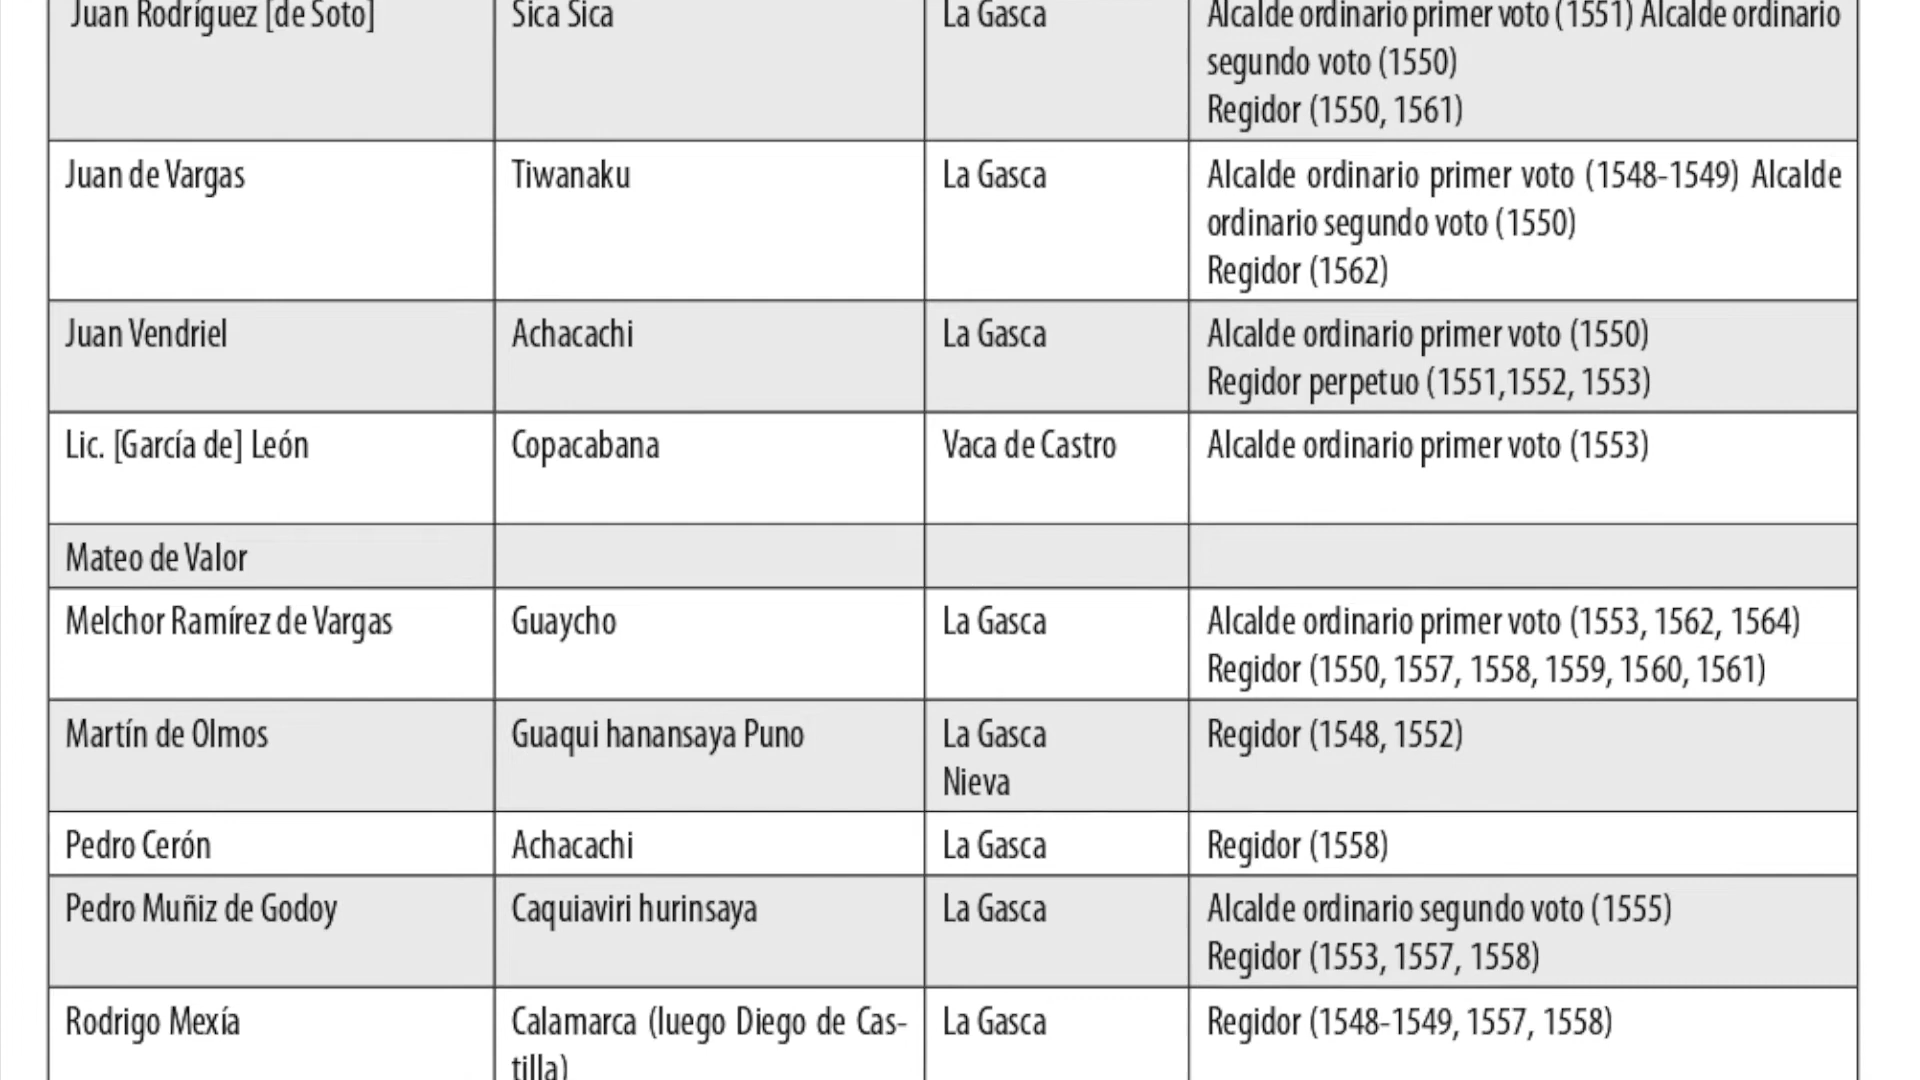 Juan Rodríguez [de Soto]
Sica Sica
La Gasca
Alcalde ordinario primer voto (1551) Alcalde ordinario
segundo voto (1550)
Regidor (1550, 1561)
Juan de Vargas
Tiwanaku
La Gasca
Alcalde ordinario primer voto (1548-1549) Alcalde
ordinario segundo voto (1550)
Regidor (1562)
Juan Vendriel
Achacachi
La Gasca
Alcalde ordinario primer voto (1550)
Regidor perpetuo (1551,1552, 1553)
Lic. [García de] León
Copacabana
Vaca de Castro
Alcalde ordinario primer voto (1553)
Mateo de Valor
Melchor Ramírez de Vargas
Guaycho
La Gasca
Alcalde ordinario primer voto (1553, 1562, 1564)
Regidor (1550, 1557, 1558, 1559, 1560, 1561)
Martín de Olmos
Guaqui hanansaya Puno
La Gasca
Nieva
Regidor (1548, 1552)
Pedro Cerón
Achacachi
La Gasca
Regidor (1558)
Pedro Muñiz de Godoy
Caquiaviri hurinsaya
La Gasca
Alcalde ordinario segundo voto (1555)
Regidor (1553, 1557, 1558)
Rodrigo Mexía
Calamarca (luego Diego de Cas-
tilla)
La Gasca
Regidor (1548-1549, 1557, 1558)